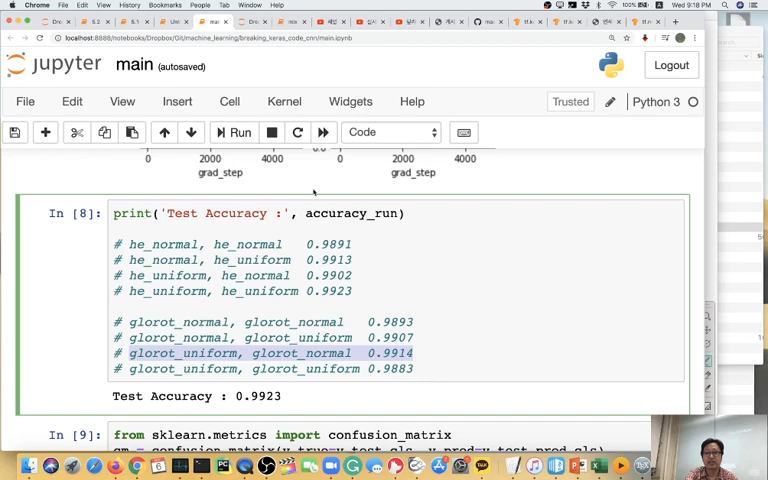 Chrome File Edit View History Bookmarks People Tab Window Help 100% Wed 9:18 PM
localhost:8888/notebooks/Dropbox/Git/machine_learning/breaking_keras_code_cnn/main.ipynb
jupyter main (autosaved) Logout
File Edit View Insert Cell Kernel Widgets Help Trusted Python 3
Run Code
0 2000 4000 0 2000 4000
grad_step grad_step
In [8]: print('Test Accuracy :', accuracy_run)
# he_normal, he_normal 0.9891
# he_normal, he_uniform 0.9913
# he_uniform, he_normal 0.9902
# he_uniform, he_uniform 0.9923
# glorot_normal, glorot_normal 0.9893
# glorot_normal, glorot_uniform 0.9907
# glorot_uniform, glorot_normal 0.9914
# glorot_uniform, glorot_uniform 0.9883
Test Accuracy : 0.9923
In [9]: from sklearn.metrics import confusion_matrix